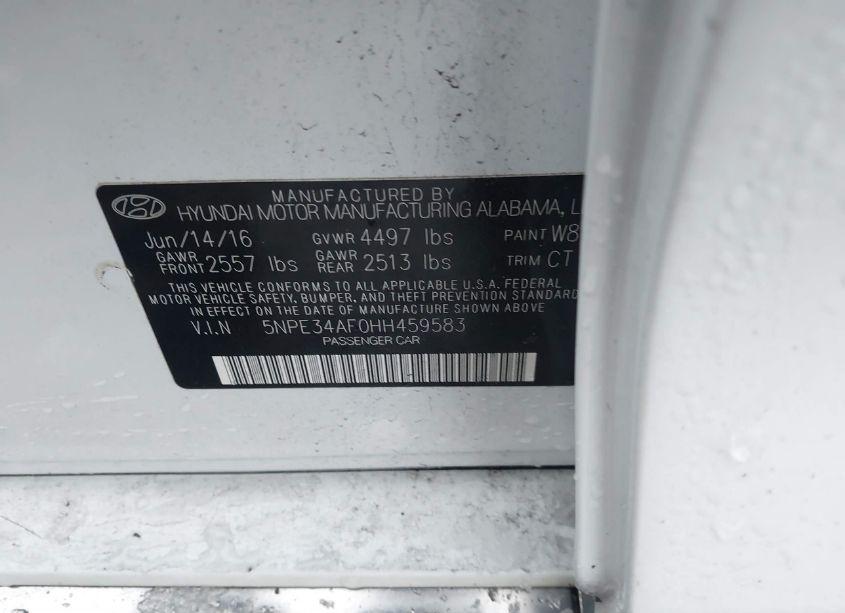 MANUFACTURED BY
HYUNDAI MOTOR MANUFACTURING ALABAMA, L
Jun/14/16 GVWR 4497 lbs PAINT W8
GAWR FRONT 2557 lbs GAWR REAR 2513 lbs TRIM CT
THIS VEHICLE CONFORMS TO ALL APPLICABLE U.S.A. FEDERAL
MOTOR VEHICLE SAFETY, BUMPER, AND THEFT PREVENTION STANDARD
IN EFFECT ON THE DATE OF MANUFACTURE SHOWN ABOVE
V.I.N 5NPE34AF0HH459583
PASSENGER CAR